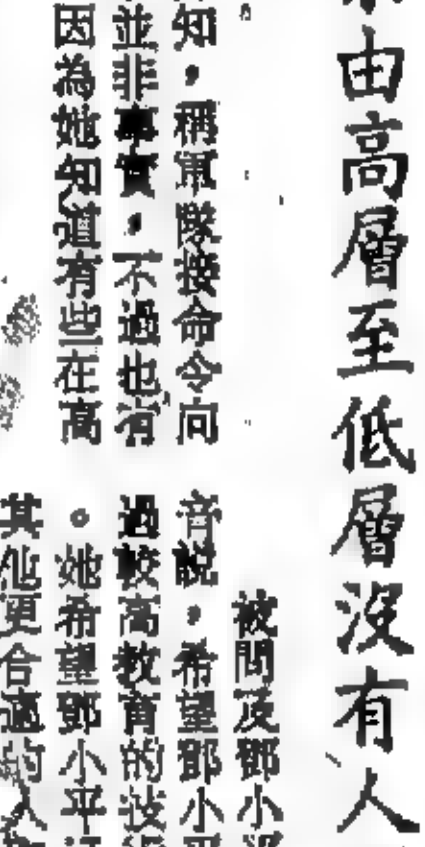 由高層至低層沒有人
知，稱軍隊接命令向
並非事實，不過也有
因為她知道有些在高
被問及鄧小
音說，希望鄧小平
過較高教育的技
。她希望鄧小平
其他更合適的人